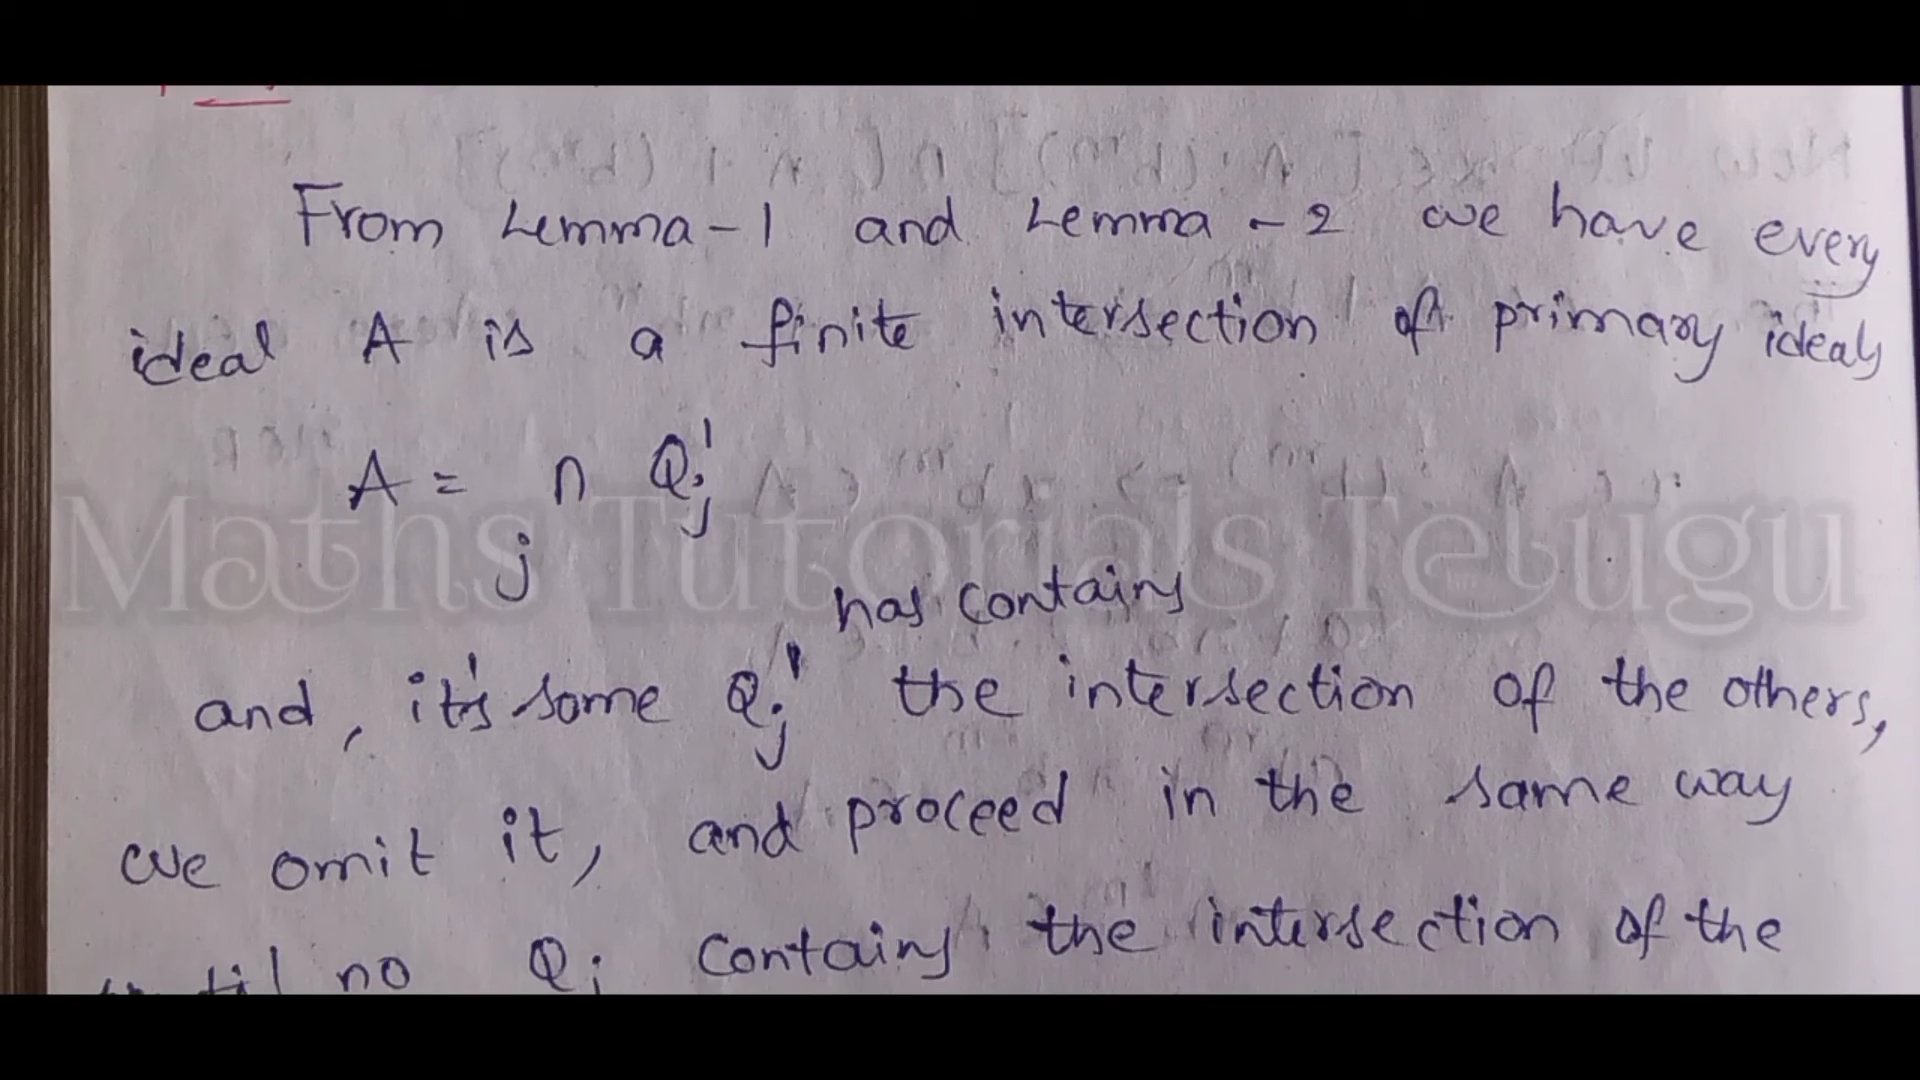 From Lemma-1 and Lemma-2 we have every
ideal A is a finite intersection of primary ideals
A = ∩ Q'j
j
has contains
and, it's some Q'j the intersection of the others,
we omit it, and proceed in the same way
until no Qj contains the intersection of the
Maths Tutorials Telugu